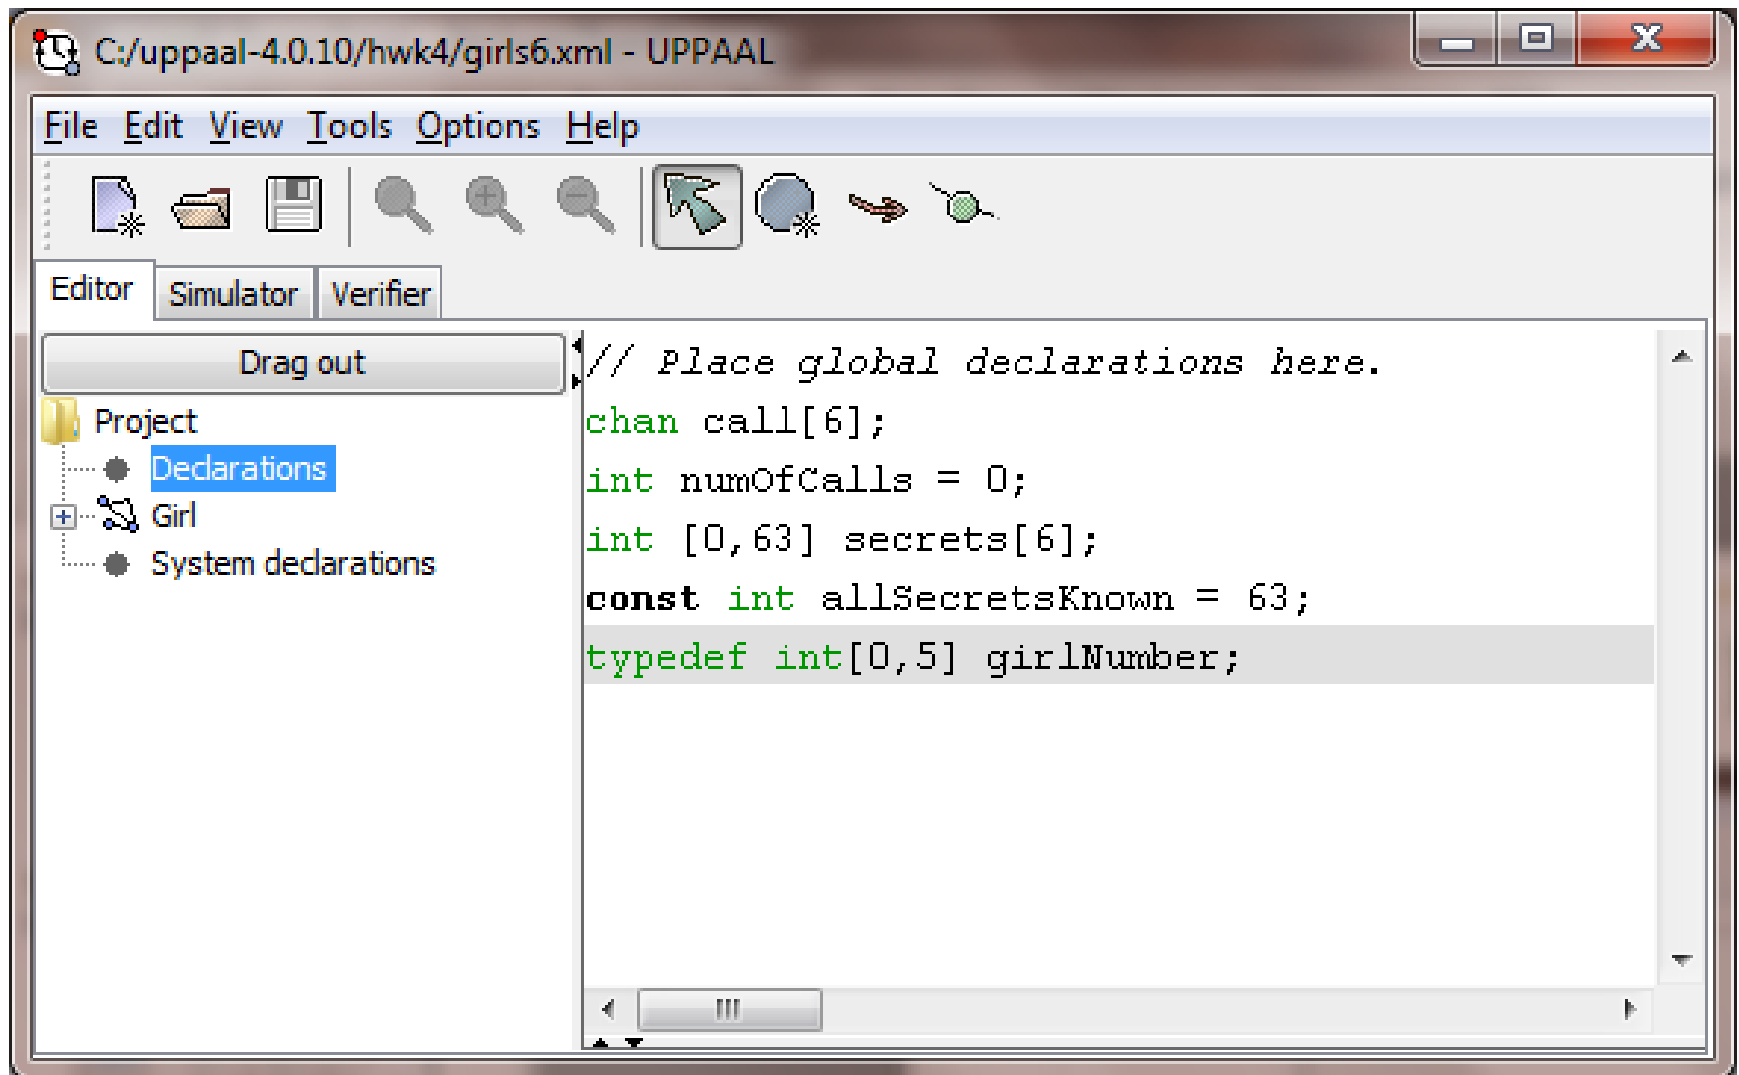 C:/uppaal-4.0.10/hwk4/girls6.xml - UPPAAL
File Edit View Tools Options Help
Editor Simulator Verifier
Drag out
Project
Declarations
Girl
System declarations
// Place global declarations here.
chan call[6];
int numOfCalls = 0;
int [0,63] secrets[6];
const int allSecretsKnown = 63;
typedef int[0,5] girlNumber;